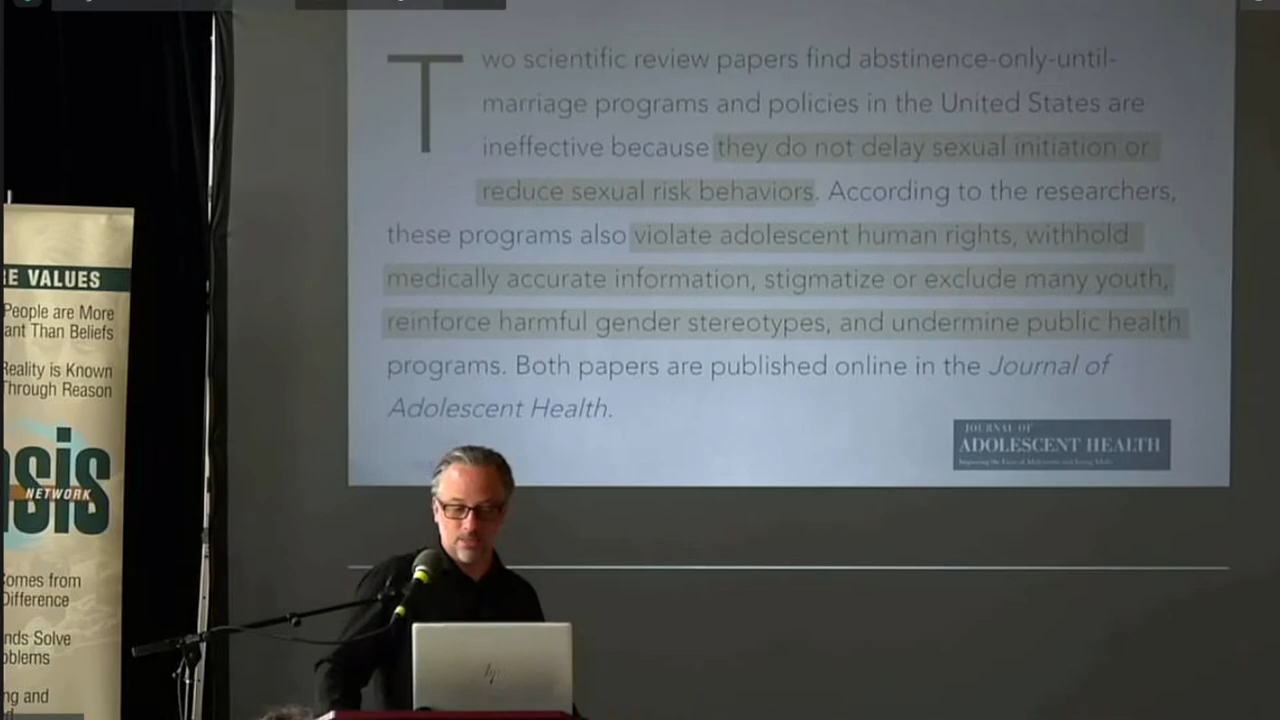 Two scientific review papers find abstinence-only-until-
marriage programs and policies in the United States are
ineffective because they do not delay sexual initiation or
reduce sexual risk behaviors. According to the researchers,
these programs also violate adolescent human rights, withhold
medically accurate information, stigmatize or exclude many youth,
reinforce harmful gender stereotypes, and undermine public health
programs. Both papers are published online in the Journal of
Adolescent Health.
JOURNAL OF
ADOLESCENT HEALTH
RE VALUES
People are More
ant Than Beliefs
Reality is Known
Through Reason
asis
NETWORK
Comes from
Difference
nds Solve
oblems
ng and
d
hp